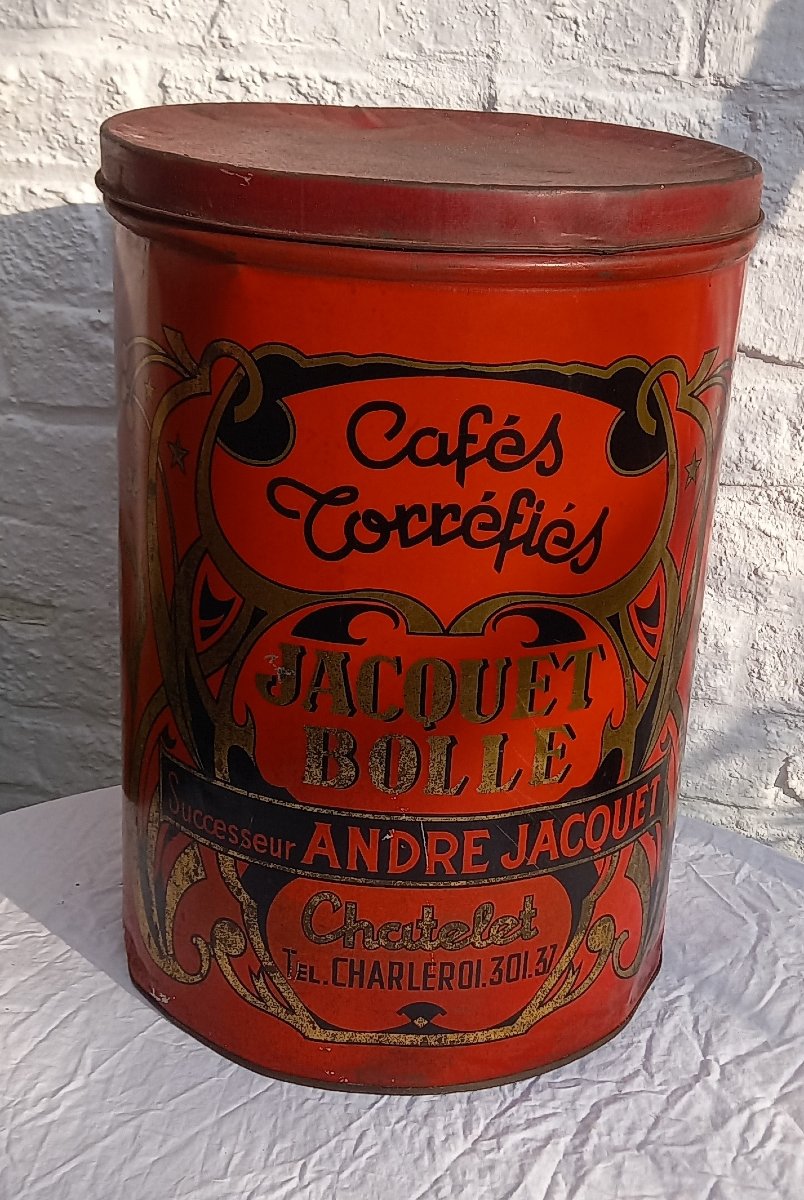 Cafés
Torréfiés
JACQUET
BOLLE
Successeur ANDRE JACQUET
Chatelet
TEL. CHARLEROI.301.37